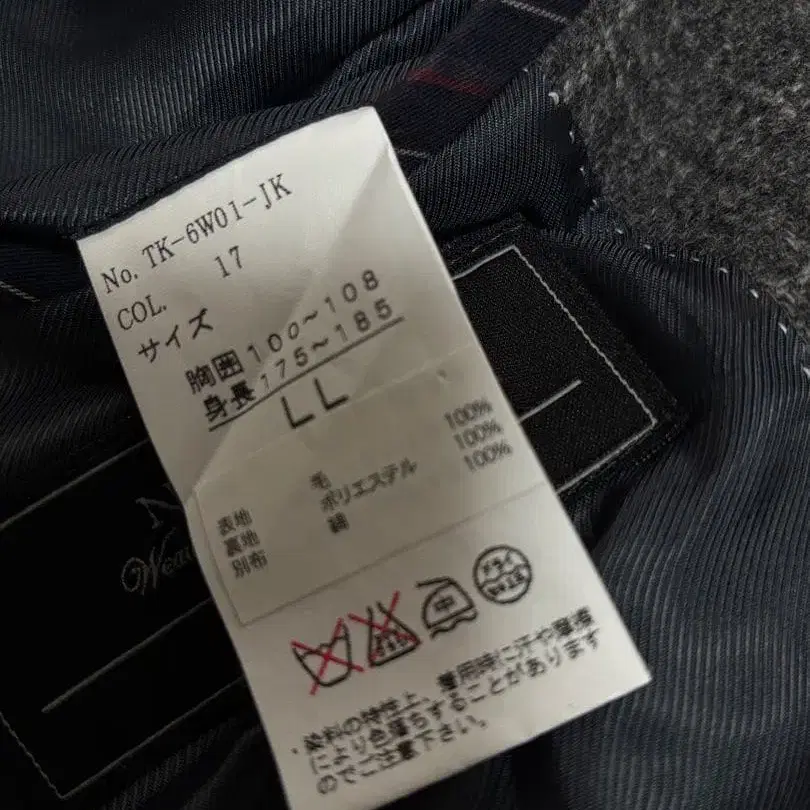 No. TK-6W01-JK
COL. 17
サイズ
胸囲 100~108
身長 175~185
LL
表地 毛 100%
裏地 ポリエステル 100%
別布 綿 100%
中 ドライ
・染料の特性上、着用時に汗や摩擦
により色落ちすることがあります
のでご注意下さい。